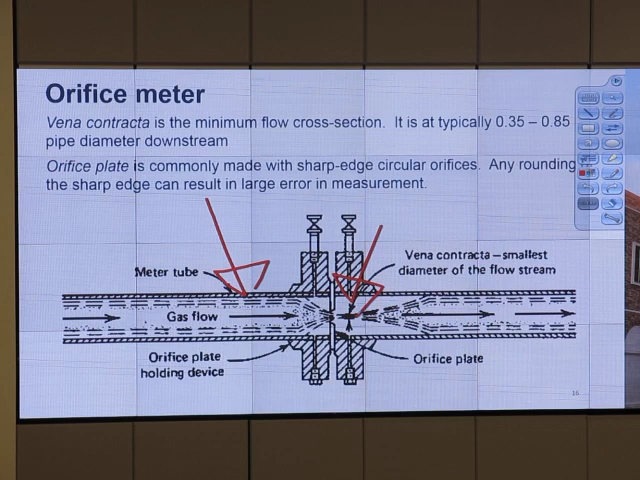 Orifice meter
Vena contracta is the minimum flow cross-section. It is at typically 0.35 – 0.85
pipe diameter downstream
Orifice plate is commonly made with sharp-edge circular orifices. Any rounding
the sharp edge can result in large error in measurement.
Meter tube
Vena contracta – smallest
diameter of the flow stream
Gas flow
Orifice plate
holding device
Orifice plate
16